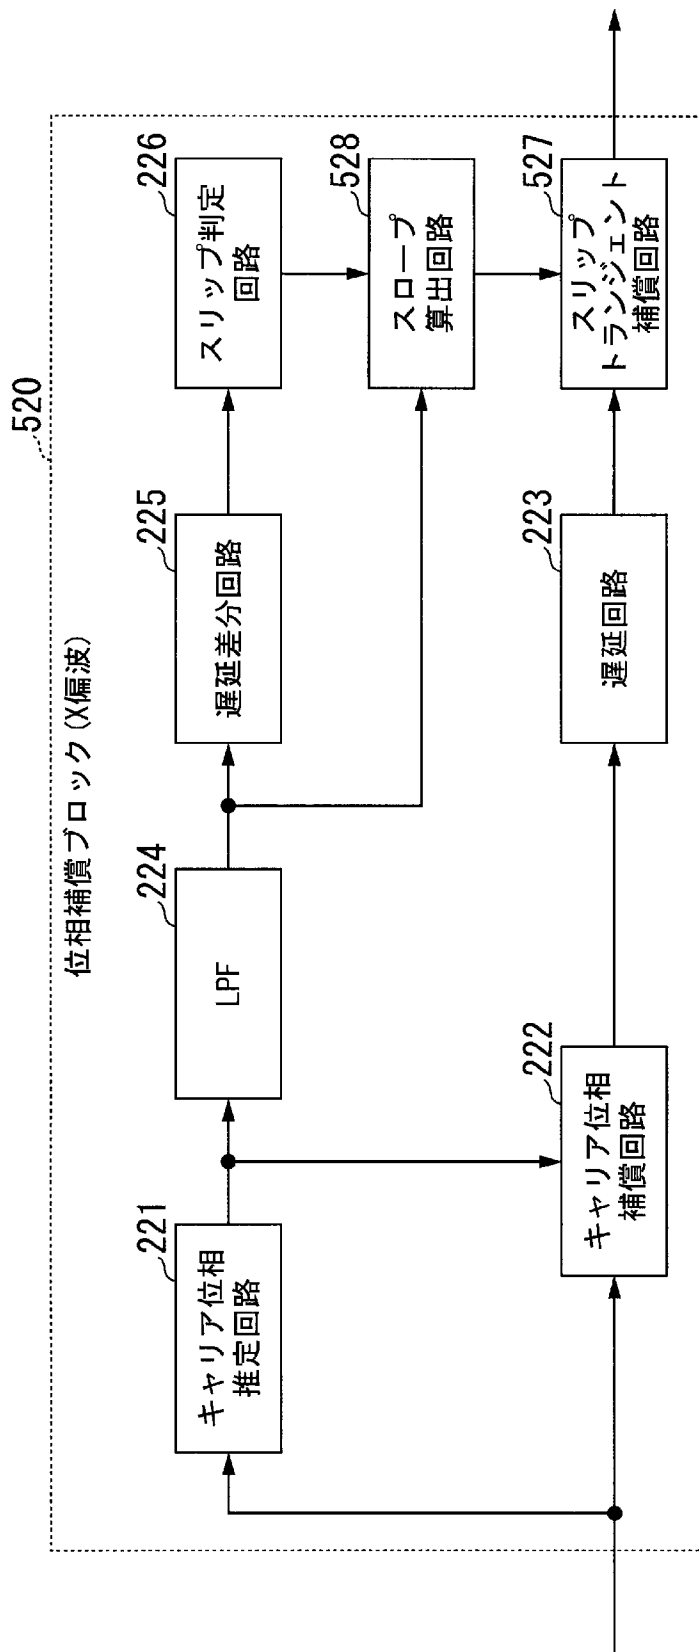 520
位相補償ブロック(X偏波)
221
キャリア位相
推定回路
224
LPF
225
遅延差分回路
226
スリップ判定
回路
528
スロープ
算出回路
222
キャリア位相
補償回路
223
遅延回路
527
スリップ
トランジェント
補償回路